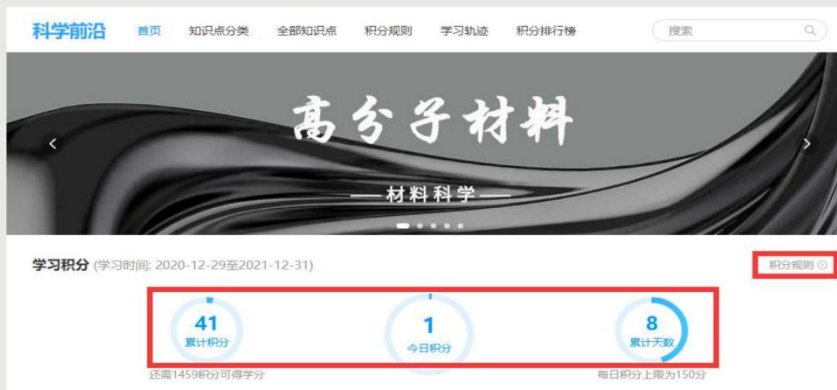 科学前沿 首页 知识点分类 全部知识点 积分规则 学习轨迹 积分排行榜 搜索
高分子材料
材料科学
学习积分 (学习时间: 2020-12-29至2021-12-31) 积分规则
41 1 8
累计积分 今日积分 累计天数
还需1459积分可得学分 每日积分上限为150分